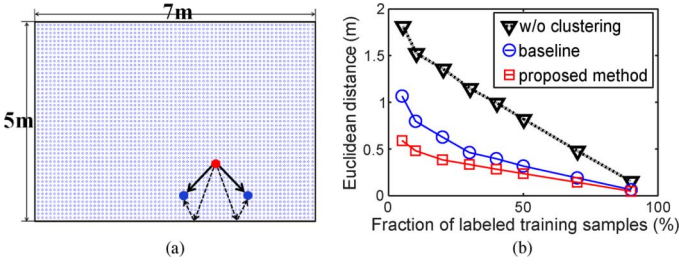 7m
5m
(a)
Euclidean distance (m)
2
1.5
1
0.5
0
0
50
100
w/o clustering
baseline
proposed method
Fraction of labeled training samples (%)
(b)